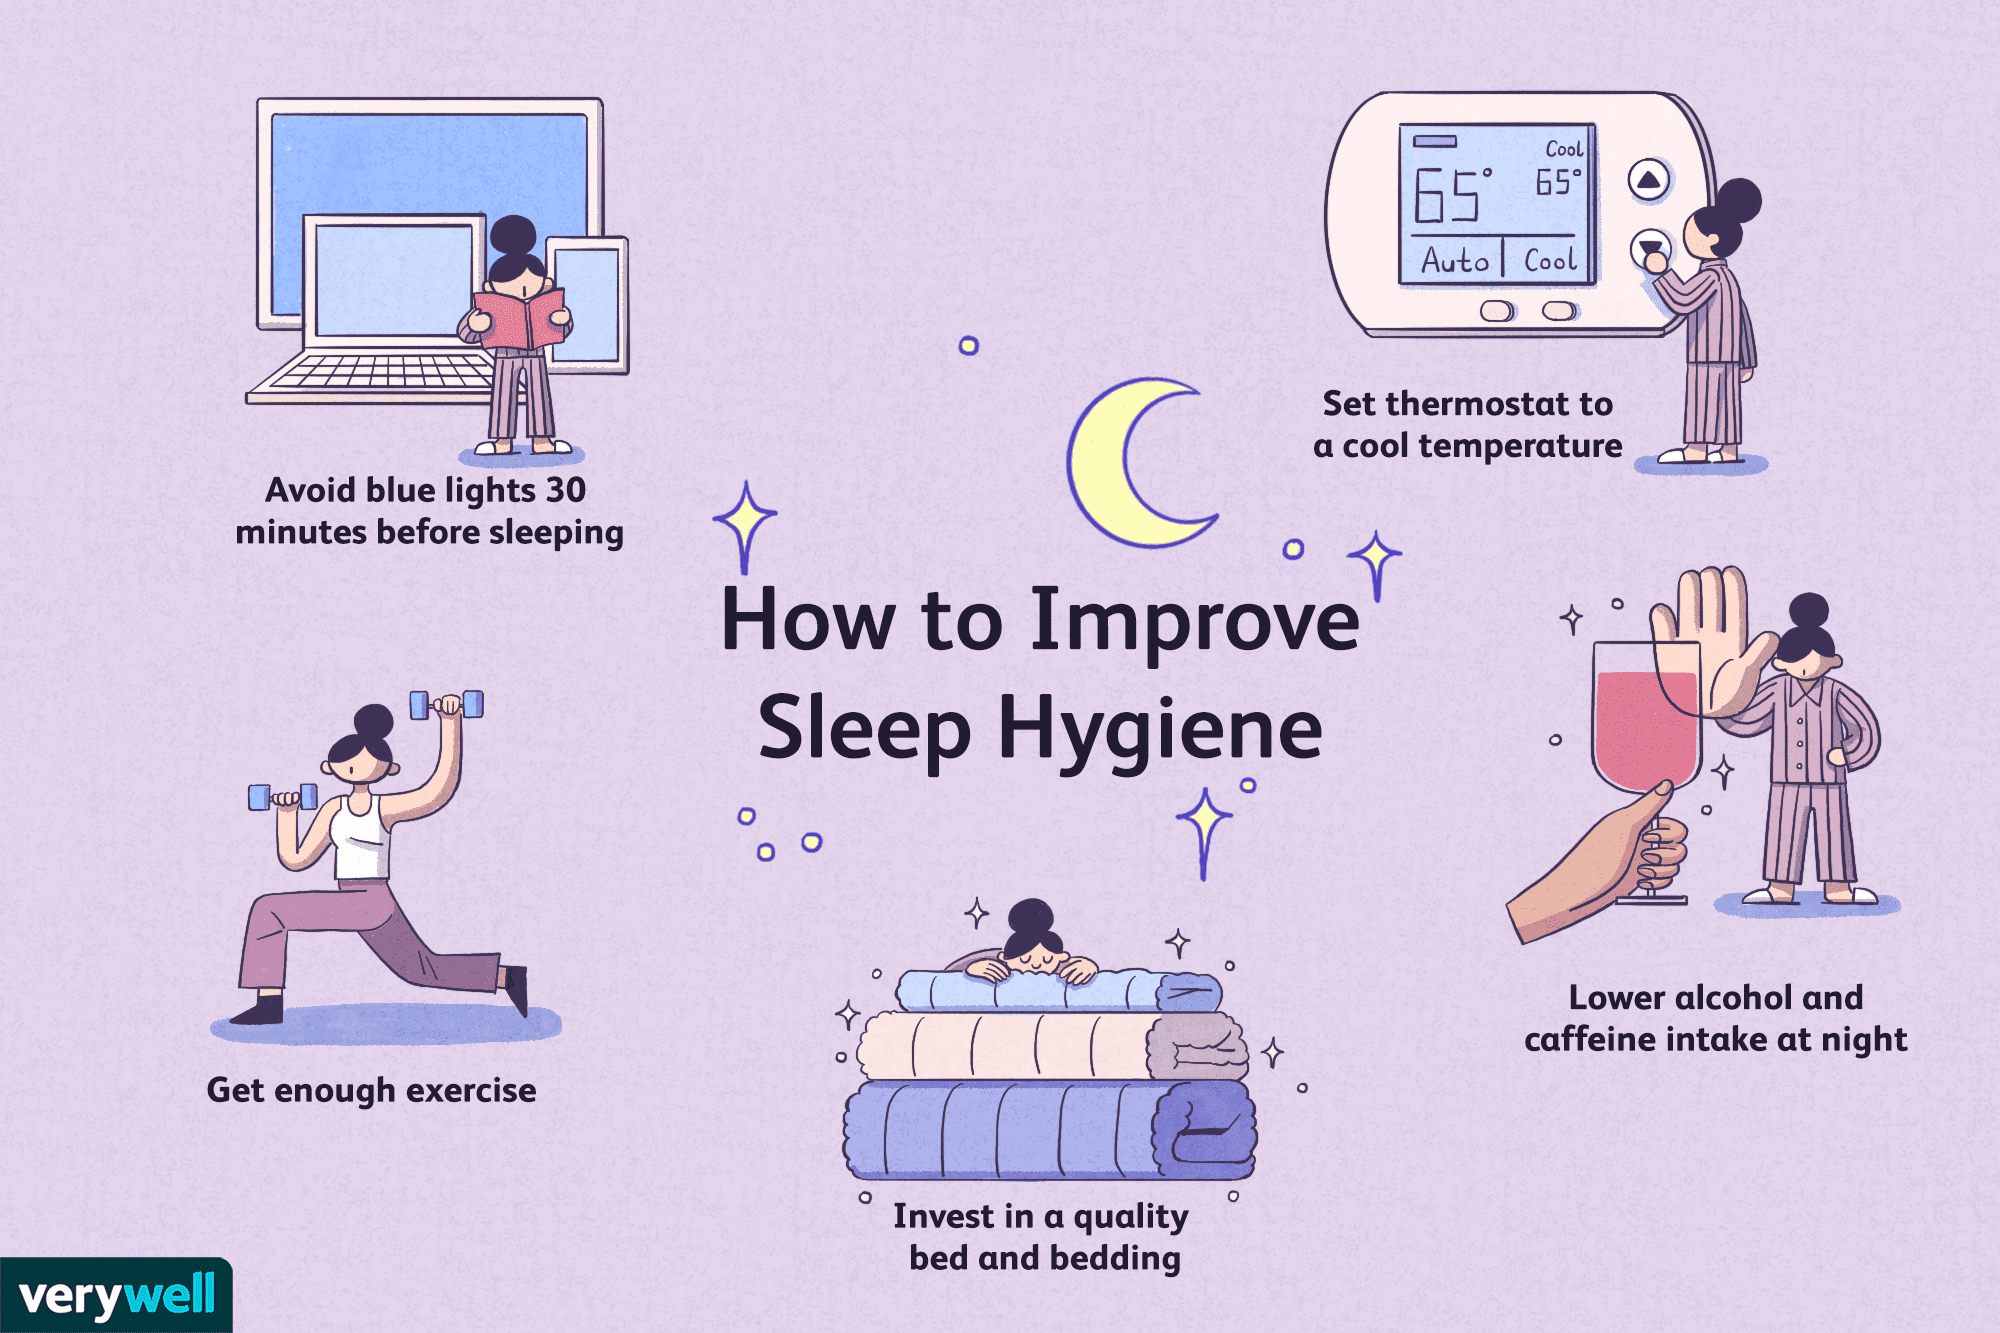 How to Improve
Sleep Hygiene
Avoid blue lights 30
minutes before sleeping
Cool
65° 65°
Auto Cool
Set thermostat to
a cool temperature
Get enough exercise
Lower alcohol and
caffeine intake at night
Invest in a quality
bed and bedding
verywell